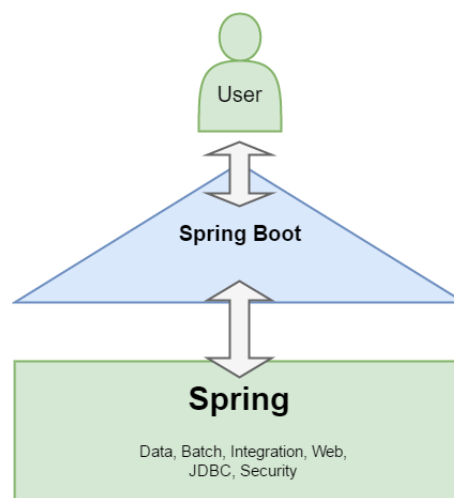 User
Spring Boot
Spring
Data, Batch, Integration, Web,
JDBC, Security